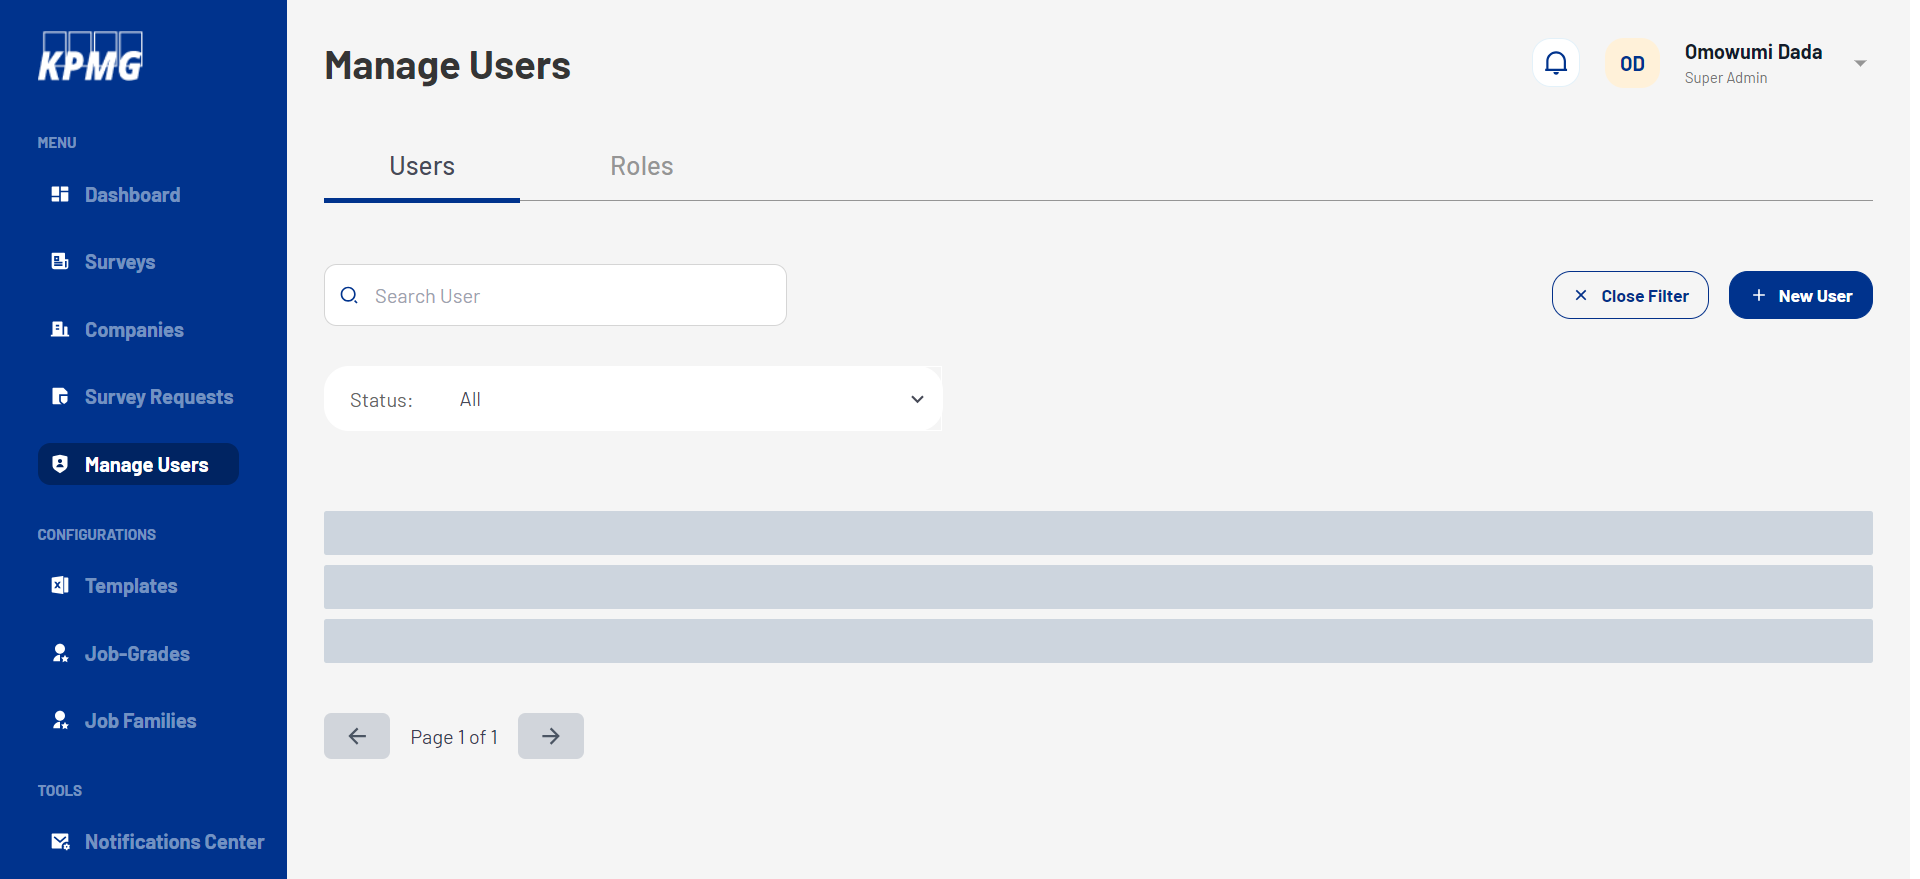 KPMG
MENU
Dashboard
Surveys
Companies
Survey Requests
Manage Users
CONFIGURATIONS
Templates
Job-Grades
Job Families
TOOLS
Notifications Center
Manage Users
OD
Omowumi Dada
Super Admin
Users
Roles
Search User
Close Filter
New User
Status:
All
Page 1 of 1